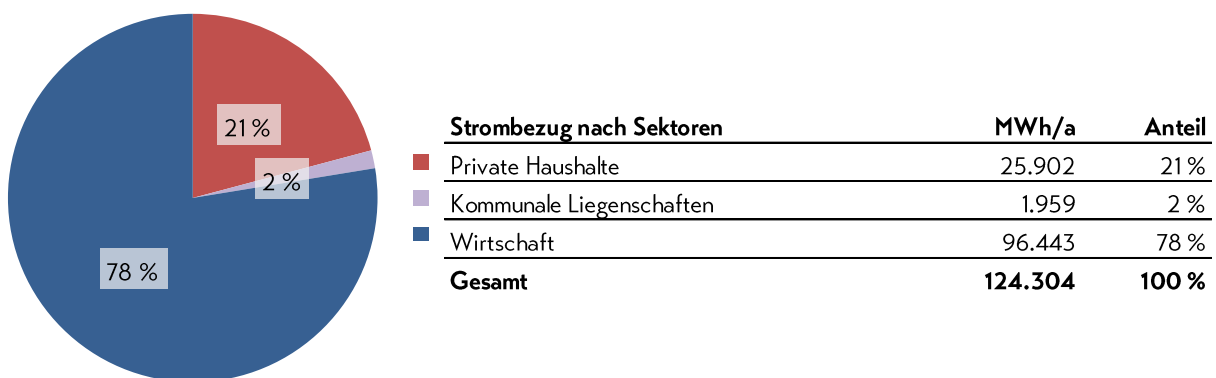 21 %
2 %
78 %
Strombezug nach Sektoren MWh/a Anteil
Private Haushalte 25.902 21 %
Kommunale Liegenschaften 1.959 2 %
Wirtschaft 96.443 78 %
Gesamt 124.304 100 %